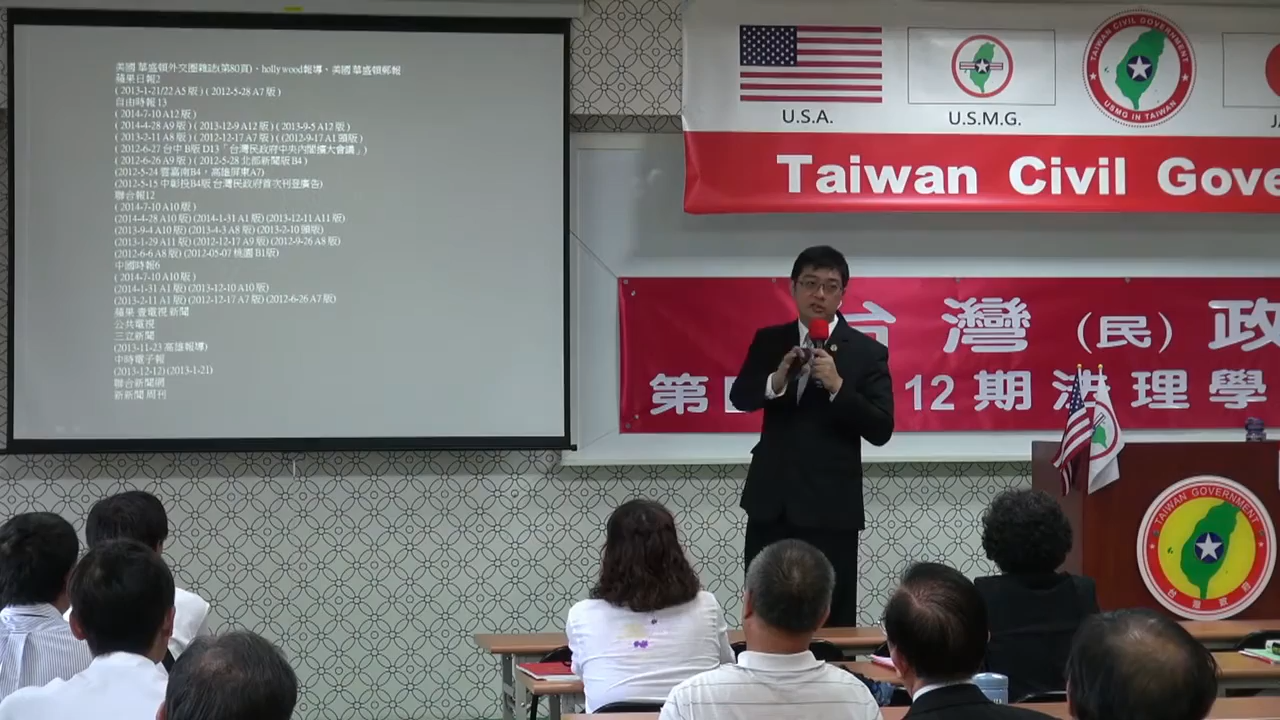 美國 華盛頓外交圈雜誌(第80頁)、hollywood報導、美國 華盛頓郵報
蘋果日報2
( 2013-1-21/22 A5 版 ) ( 2012-5-28 A7 版 )
自由時報 13
( 2014-7-10 A12 版 )
( 2014-4-28 A9 版 ) ( 2013-12-9 A12 版 ) ( 2013-9-5 A12 版 )
(2013-2-11 A8 版 ) ( 2012-12-17 A7 版 ) ( 2012-9-17 A1 頭版 )
(2012-6-27 台中 B版 D13「台灣民政府中央內閣擴大會議」)
(2012-6-26 A9 版 ) ( 2012-5-28 北部新聞版 B4 )
(2012-5-24 雲嘉南B4，高雄屏東A7)
(2012-5-15 中彰投B4版 台灣民政府首次刊登廣告)
聯合報12
( 2014-7-10 A10 版 )
(2014-4-28 A10 版) (2014-1-31 A1 版) (2013-12-11 A11 版)
(2013-9-4 A10 版) (2013-4-3 A8 版) (2013-2-10 頭版)
(2013-1-29 A11 版) (2012-12-17 A9 版) (2012-9-26 A8 版)
(2012-6-6 A8 版) (2012-05-07 桃園 B1版)
中國時報6
( 2014-7-10 A10 版 )
(2014-1-31 A1 版) (2013-12-10 A10 版)
(2013-2-11 A1 版) (2012-12-17 A7 版) (2012-6-26 A7 版)
蘋果 壹電視 新聞
公共電視
三立新聞
(2013-11-23 高雄報導)
中時電子報
(2013-12-12) (2013-1-21)
聯合新聞網
新新聞 周刊
U.S.A.
U.S.M.G.
TAIWAN CIVIL GOVERNMENT
USMG IN TAIWAN
Taiwan Civil Gove
台灣(民)政
第 12期 理學
TAIWAN GOVERNMENT
台灣政府